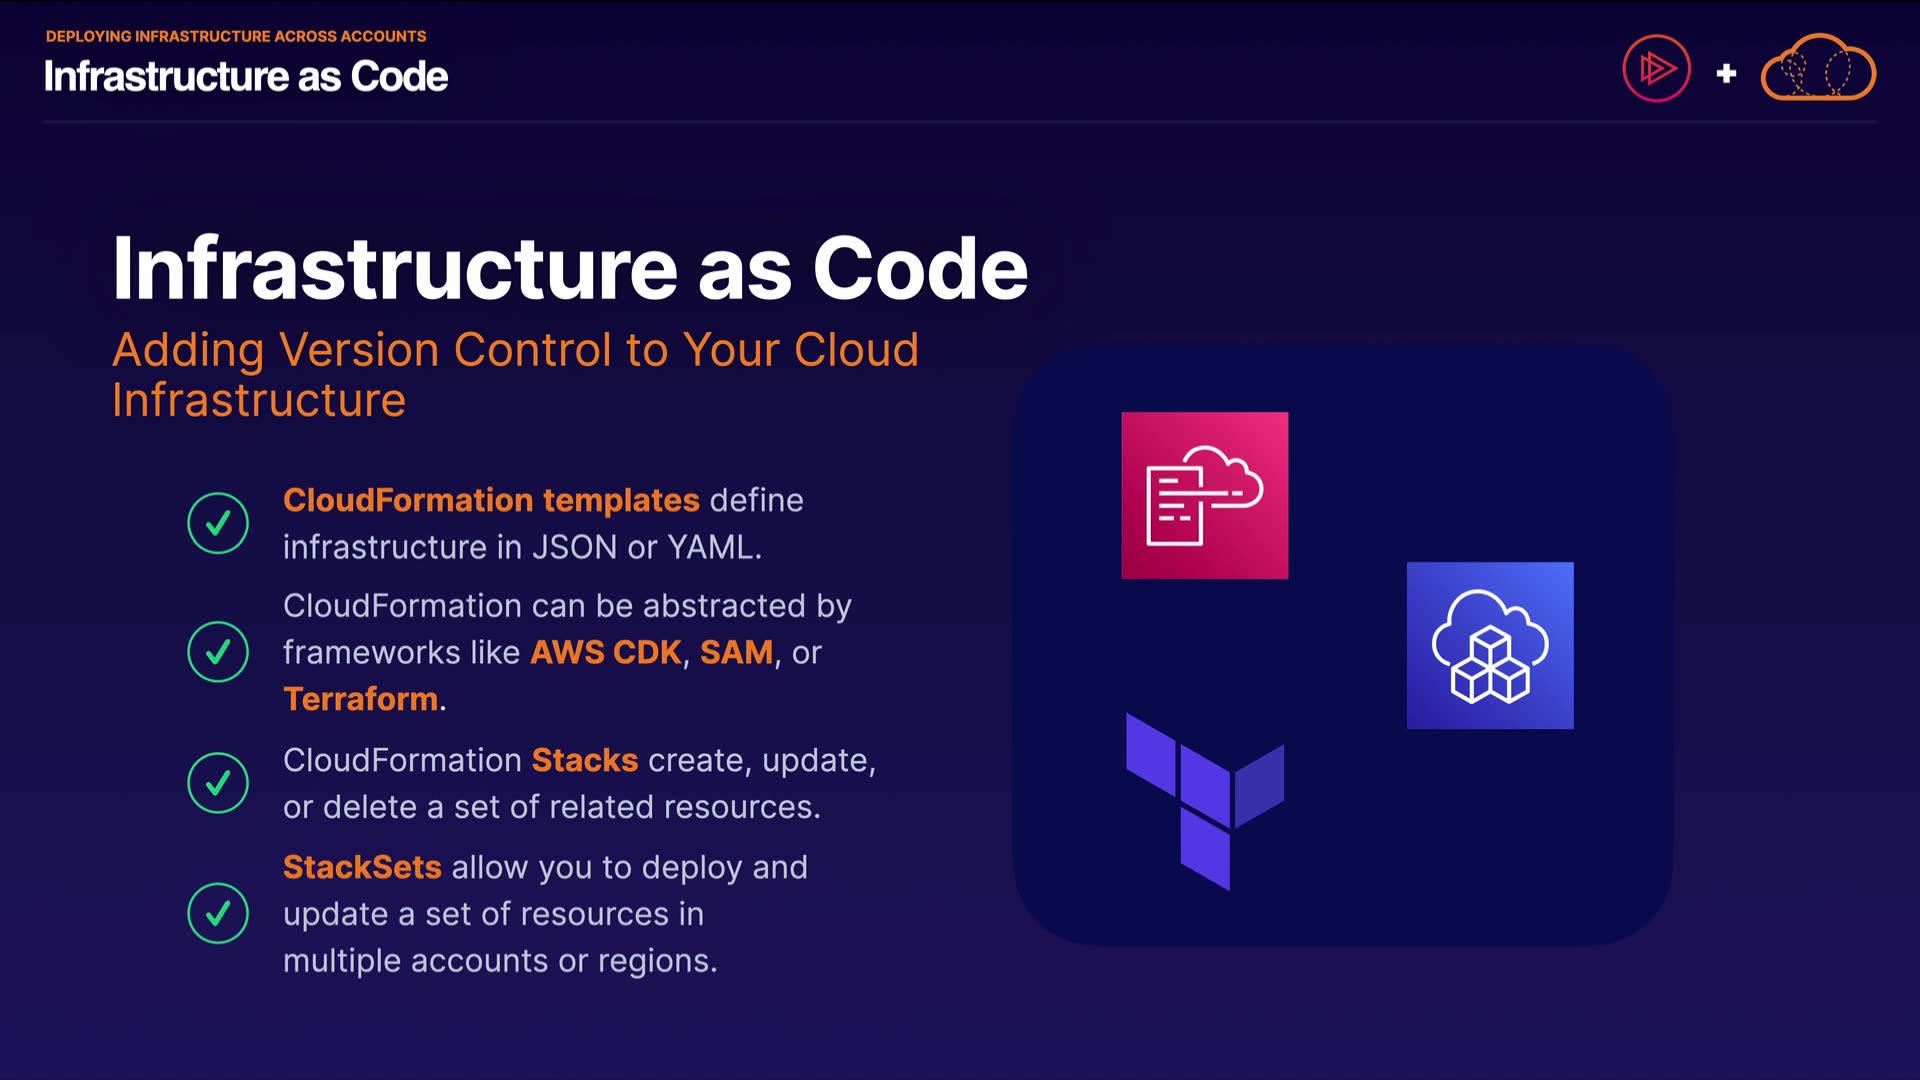 DEPLOYING INFRASTRUCTURE ACROSS ACCOUNTS
Infrastructure as Code
+
Infrastructure as Code
Adding Version Control to Your Cloud
Infrastructure
CloudFormation templates define
infrastructure in JSON or YAML.
CloudFormation can be abstracted by
frameworks like AWS CDK, SAM, or
Terraform.
CloudFormation Stacks create, update,
or delete a set of related resources.
StackSets allow you to deploy and
update a set of resources in
multiple accounts or regions.